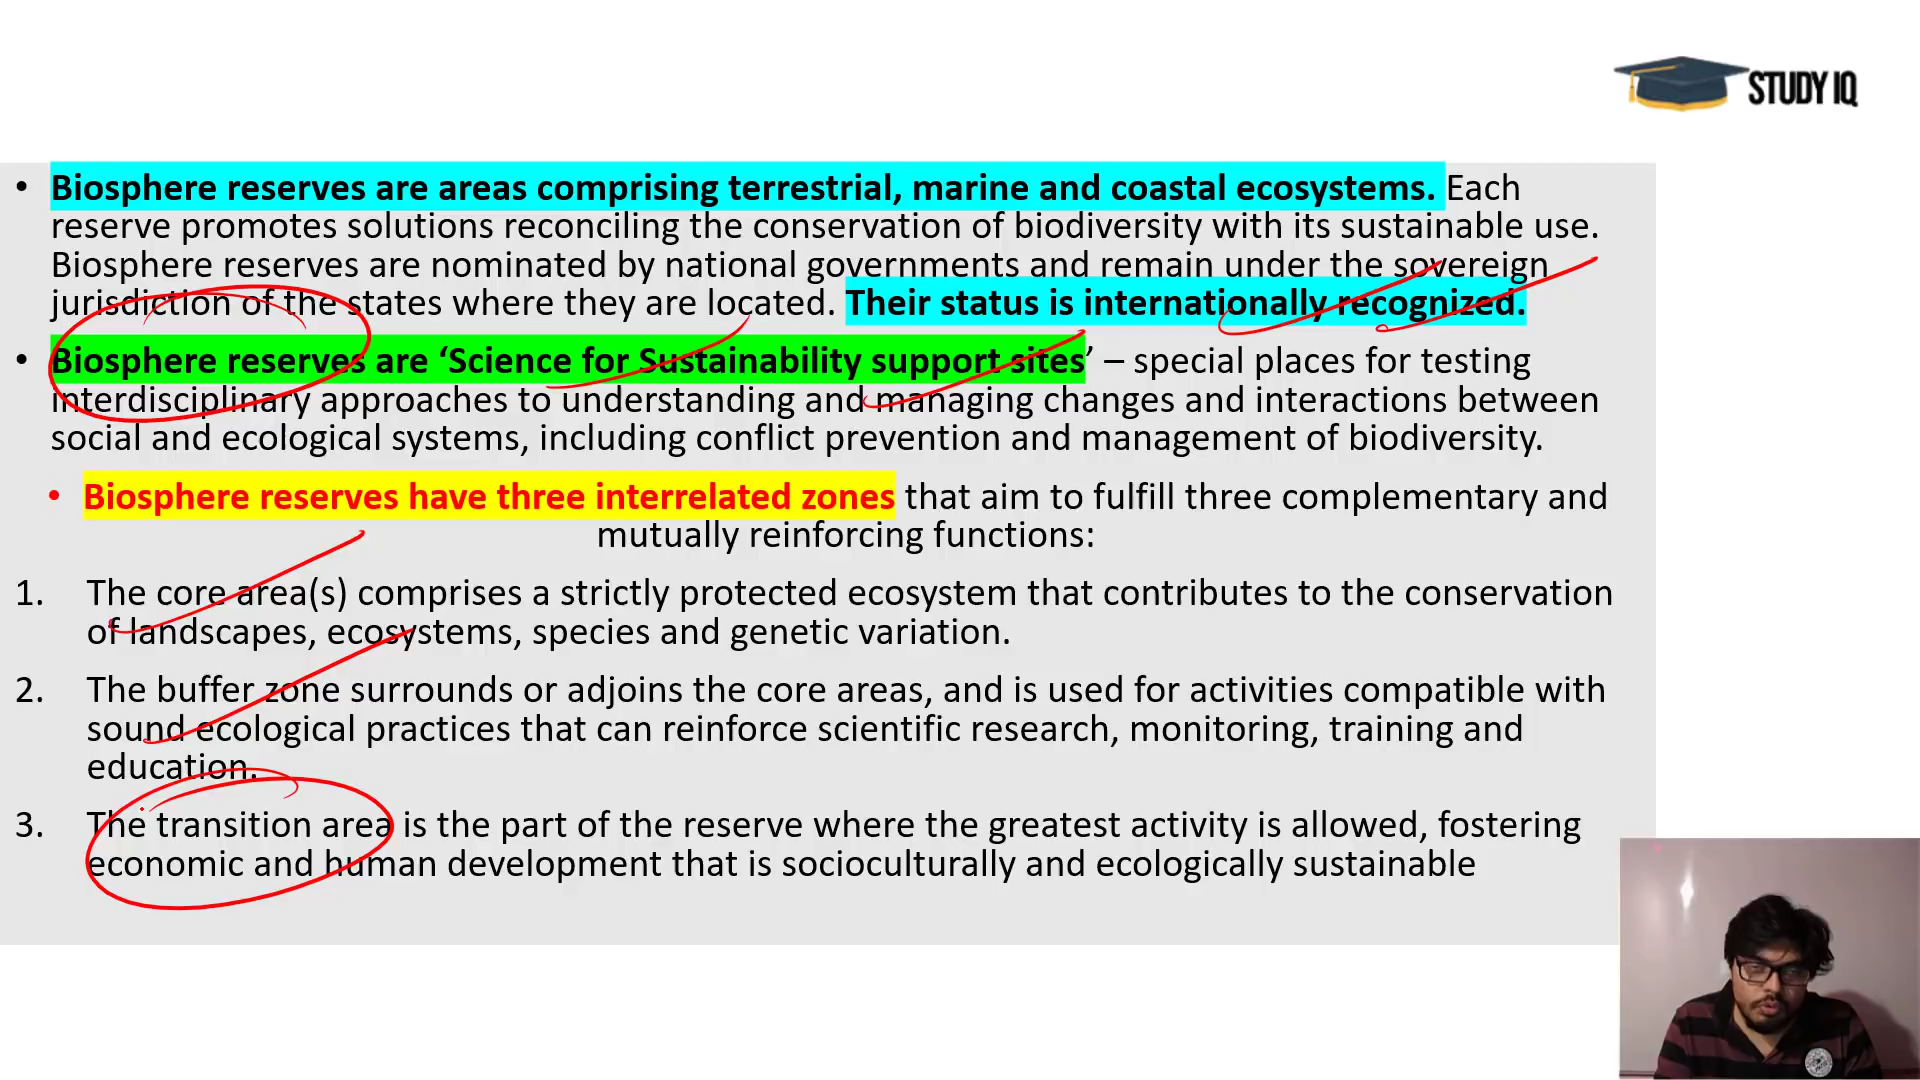 STUDY IQ
• Biosphere reserves are areas comprising terrestrial, marine and coastal ecosystems. Each
reserve promotes solutions reconciling the conservation of biodiversity with its sustainable use.
Biosphere reserves are nominated by national governments and remain under the sovereign
jurisdiction of the states where they are located. Their status is internationally recognized.
• Biosphere reserves are ‘Science for Sustainability support sites’ – special places for testing
interdisciplinary approaches to understanding and managing changes and interactions between
social and ecological systems, including conflict prevention and management of biodiversity.
• Biosphere reserves have three interrelated zones that aim to fulfill three complementary and
mutually reinforcing functions:
1. The core area(s) comprises a strictly protected ecosystem that contributes to the conservation
of landscapes, ecosystems, species and genetic variation.
2. The buffer zone surrounds or adjoins the core areas, and is used for activities compatible with
sound ecological practices that can reinforce scientific research, monitoring, training and
education.
3. The transition area is the part of the reserve where the greatest activity is allowed, fostering
economic and human development that is socioculturally and ecologically sustainable